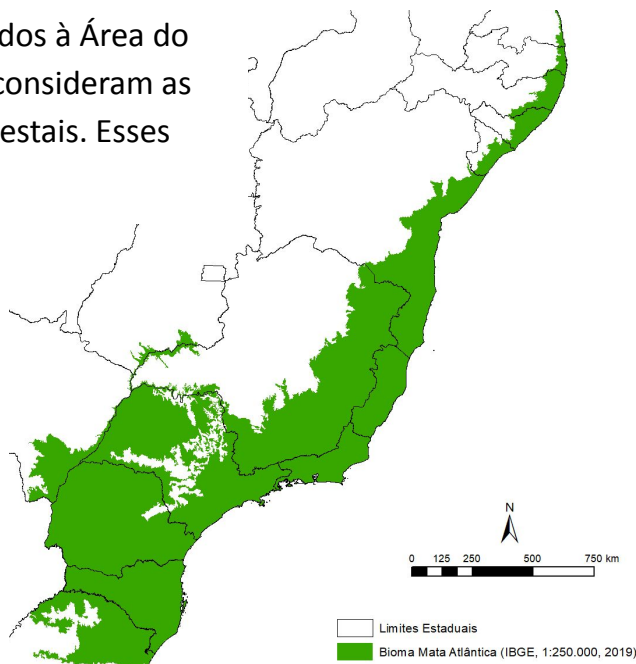 dos à Área do
consideram as
estais. Esses
N
0 125 250 500 750 km
Limites Estaduais
Bioma Mata Atlântica (IBGE, 1:250.000, 2019)